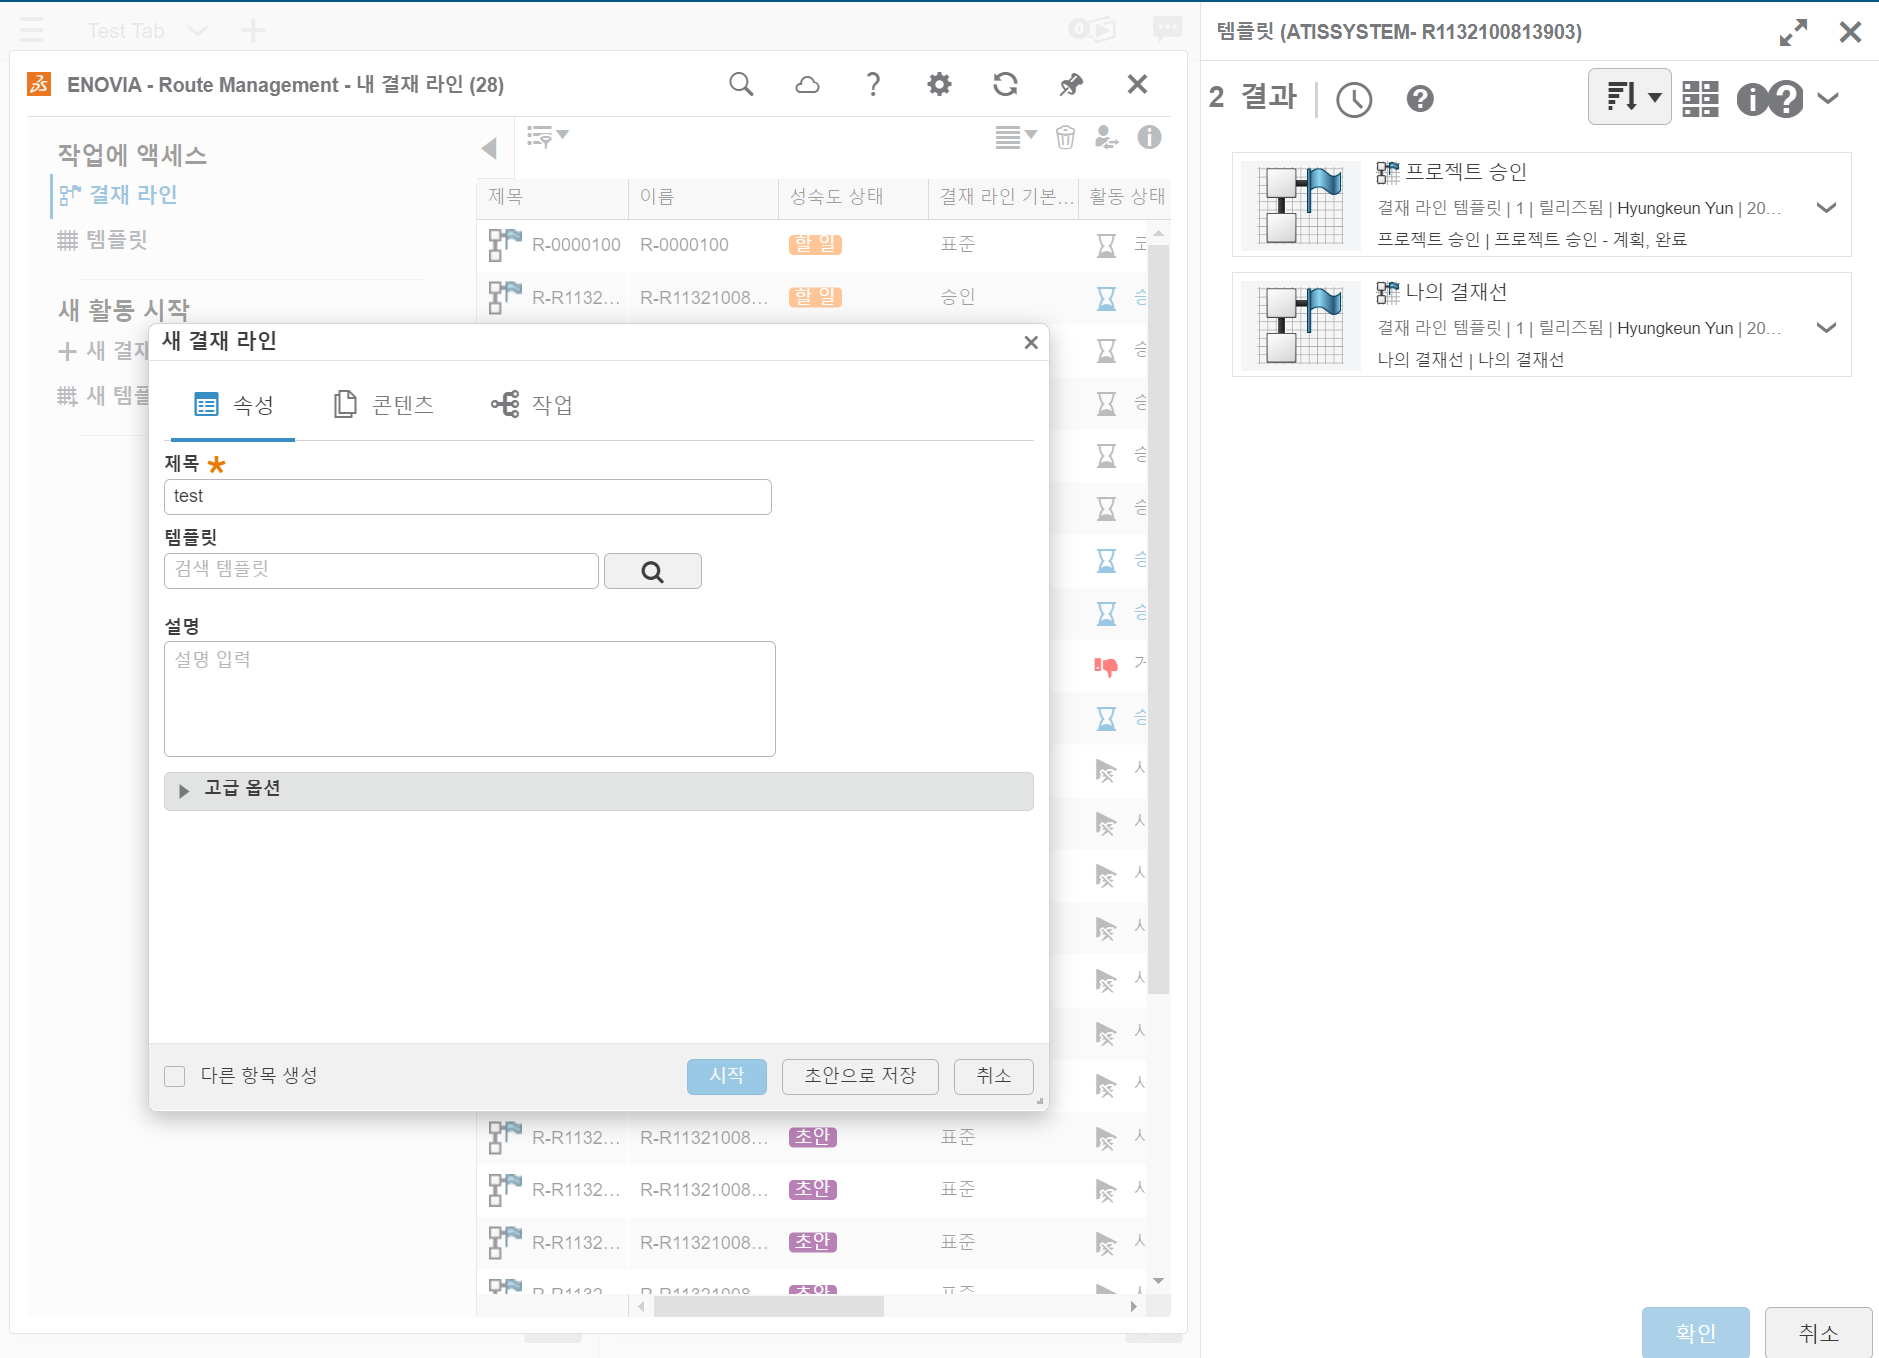 Test Tab
ENOVIA - Route Management - 내 결재 라인 (28)
작업에 액세스
결재 라인
템플릿
새 활동 시작
새 결재
새 템플
제목 이름 성숙도 상태 결재 라인 기본... 활동 상태
R-0000100 R-0000100 할 일 표준
R-R1132... R-R11321008... 할 일 승인 승
승
승
승
승
승
승
승
새 결재 라인
속성 콘텐츠 작업
제목
test
템플릿
검색 템플릿
설명
설명 입력
고급 옵션
다른 항목 생성 시작 초안으로 저장 취소
R-R1132... R-R11321008... 초안 표준
R-R1132... R-R11321008... 초안 표준
R-R1132... R-R11321008... 초안 표준
템플릿 (ATISSYSTEM- R1132100813903)
2 결과
프로젝트 승인
결재 라인 템플릿 | 1 | 릴리즈됨 | Hyungkeun Yun | 20...
프로젝트 승인 | 프로젝트 승인 - 계획, 완료
나의 결재선
결재 라인 템플릿 | 1 | 릴리즈됨 | Hyungkeun Yun | 20...
나의 결재선 | 나의 결재선
확인 취소